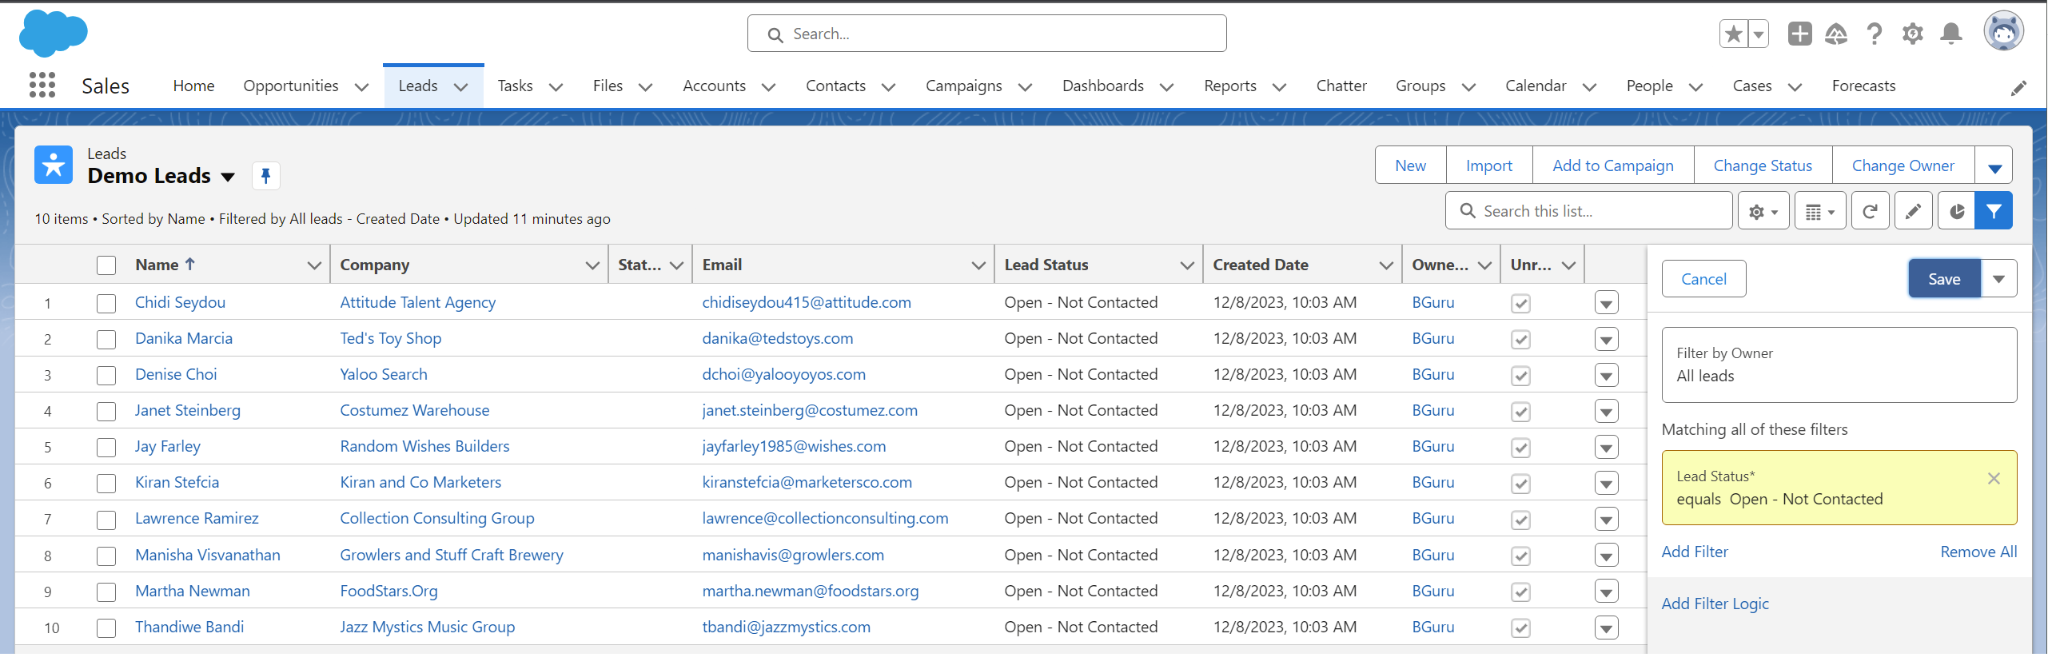 Search...
Sales Home Opportunities Leads Tasks Files Accounts Contacts Campaigns Dashboards Reports Chatter Groups Calendar People Cases Forecasts
Leads
Demo Leads
New Import Add to Campaign Change Status Change Owner
10 items • Sorted by Name • Filtered by All leads - Created Date • Updated 11 minutes ago
Search this list...
Name Company Stat... Email Lead Status Created Date Owne... Unr...
1 Chidi Seydou Attitude Talent Agency chidiseydou415@attitude.com Open - Not Contacted 12/8/2023, 10:03 AM BGuru
2 Danika Marcia Ted's Toy Shop danika@tedstoys.com Open - Not Contacted 12/8/2023, 10:03 AM BGuru
3 Denise Choi Yaloo Search dchoi@yalooyoyos.com Open - Not Contacted 12/8/2023, 10:03 AM BGuru
4 Janet Steinberg Costumez Warehouse janet.steinberg@costumez.com Open - Not Contacted 12/8/2023, 10:03 AM BGuru
5 Jay Farley Random Wishes Builders jayfarley1985@wishes.com Open - Not Contacted 12/8/2023, 10:03 AM BGuru
6 Kiran Stefcia Kiran and Co Marketers kiranstefcia@marketersco.com Open - Not Contacted 12/8/2023, 10:03 AM BGuru
7 Lawrence Ramirez Collection Consulting Group lawrence@collectionconsulting.com Open - Not Contacted 12/8/2023, 10:03 AM BGuru
8 Manisha Visvanathan Growlers and Stuff Craft Brewery manishavis@growlers.com Open - Not Contacted 12/8/2023, 10:03 AM BGuru
9 Martha Newman FoodStars.Org martha.newman@foodstars.org Open - Not Contacted 12/8/2023, 10:03 AM BGuru
10 Thandiwe Bandi Jazz Mystics Music Group tbandi@jazzmystics.com Open - Not Contacted 12/8/2023, 10:03 AM BGuru
Cancel Save
Filter by Owner
All leads
Matching all of these filters
Lead Status*
equals Open - Not Contacted
Add Filter Remove All
Add Filter Logic